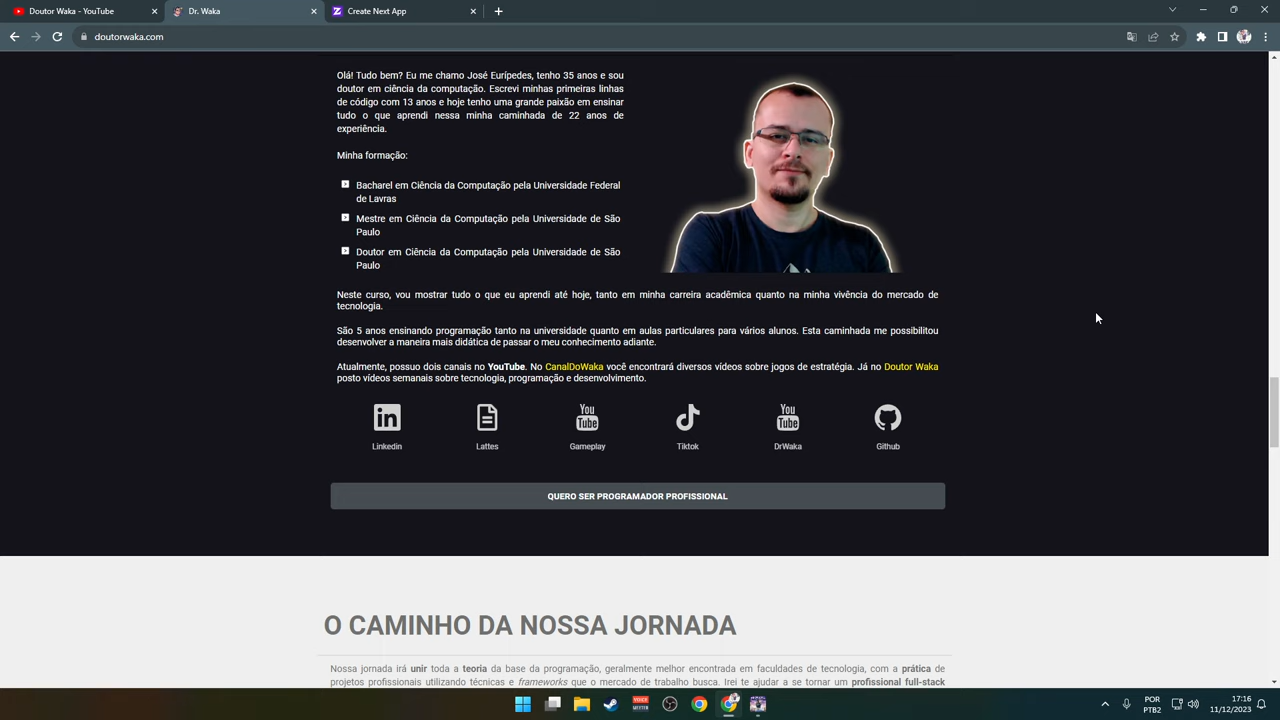 Doutor Waka - YouTube
Dr. Waka
Create Next App
doutorwaka.com
Olá! Tudo bem? Eu me chamo José Eurípedes, tenho 35 anos e sou
doutor em ciência da computação. Escrevi minhas primeiras linhas
de código com 13 anos e hoje tenho uma grande paixão em ensinar
tudo o que aprendi nessa minha caminhada de 22 anos de
experiência.
Minha formação:
Bacharel em Ciência da Computação pela Universidade Federal
de Lavras
Mestre em Ciência da Computação pela Universidade de São
Paulo
Doutor em Ciência da Computação pela Universidade de São
Paulo
Neste curso, vou mostrar tudo o que eu aprendi até hoje, tanto em minha carreira acadêmica quanto na minha vivência do mercado de
tecnologia.
São 5 anos ensinando programação tanto na universidade quanto em aulas particulares para vários alunos. Esta caminhada me possibilitou
desenvolver a maneira mais didática de passar o meu conhecimento adiante.
Atualmente, possuo dois canais no YouTube. No CanalDoWaka você encontrará diversos vídeos sobre jogos de estratégia. Já no Doutor Waka
posto vídeos semanais sobre tecnologia, programação e desenvolvimento.
You Tube You Tube
Linkedin Lattes Gameplay Tiktok DrWaka Github
QUERO SER PROGRAMADOR PROFISSIONAL
O CAMINHO DA NOSSA JORNADA
Nossa jornada irá unir toda a teoria da base da programação, geralmente melhor encontrada em faculdades de tecnologia, com a prática de
projetos profissionais utilizando técnicas e frameworks que o mercado de trabalho busca. Irei te ajudar a se tornar um profissional full-stack
POR 17:16
PTB2 11/12/2023